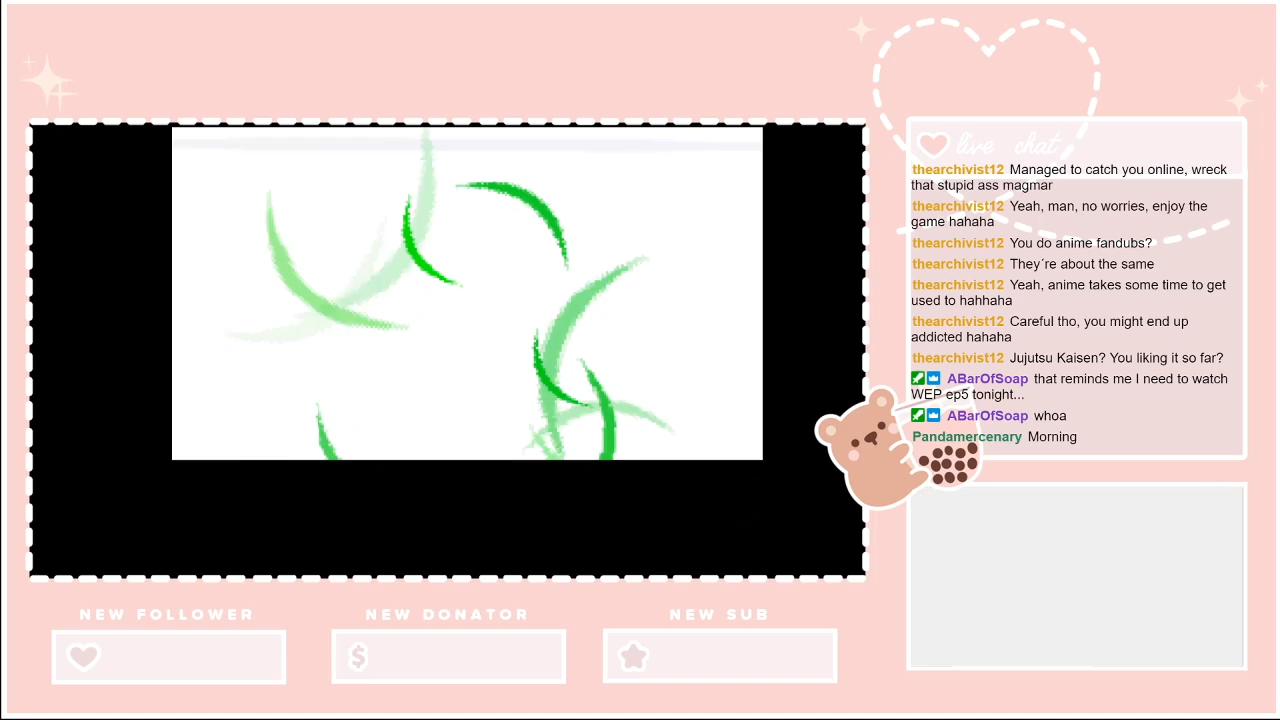 live chat
thearchivist12 Managed to catch you online, wreck
that stupid ass magmar
thearchivist12 Yeah, man, no worries, enjoy the
game hahaha
thearchivist12 You do anime fandubs?
thearchivist12 They´re about the same
thearchivist12 Yeah, anime takes some time to get
used to hahhaha
thearchivist12 Careful tho, you might end up
addicted hahaha
thearchivist12 Jujutsu Kaisen? You liking it so far?
ABarOfSoap that reminds me I need to watch
WEP ep5 tonight...
ABarOfSoap whoa
Pandamercenary Morning
NEW FOLLOWER
NEW DONATOR
NEW SUB
$